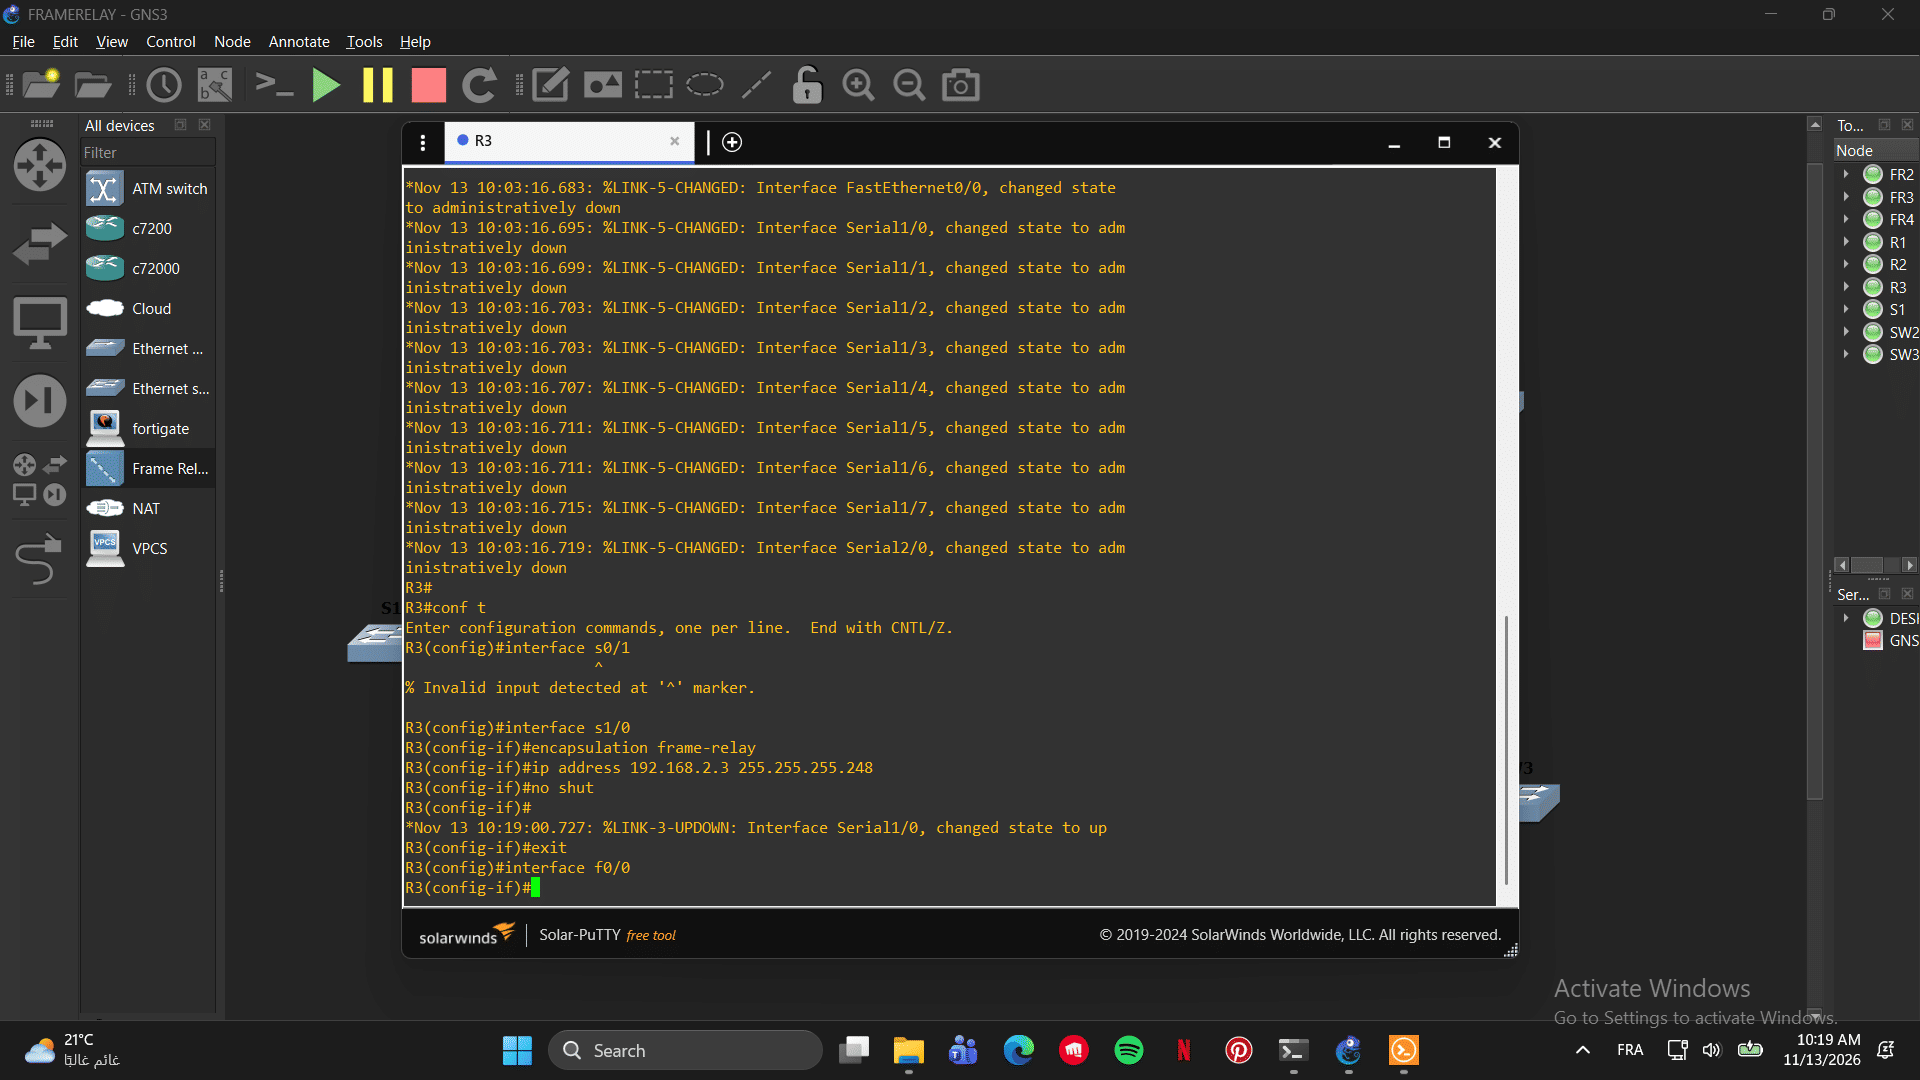 FRAMERELAY - GNS3
File Edit View Control Node Annotate Tools Help
All devices
Filter
ATM switch
c7200
c72000
Cloud
Ethernet ...
Ethernet s...
fortigate
Frame Rel...
NAT
VPCS
VPCS
S1
R3
*Nov 13 10:03:16.683: %LINK-5-CHANGED: Interface FastEthernet0/0, changed state
to administratively down
*Nov 13 10:03:16.695: %LINK-5-CHANGED: Interface Serial1/0, changed state to adm
inistratively down
*Nov 13 10:03:16.699: %LINK-5-CHANGED: Interface Serial1/1, changed state to adm
inistratively down
*Nov 13 10:03:16.703: %LINK-5-CHANGED: Interface Serial1/2, changed state to adm
inistratively down
*Nov 13 10:03:16.703: %LINK-5-CHANGED: Interface Serial1/3, changed state to adm
inistratively down
*Nov 13 10:03:16.707: %LINK-5-CHANGED: Interface Serial1/4, changed state to adm
inistratively down
*Nov 13 10:03:16.711: %LINK-5-CHANGED: Interface Serial1/5, changed state to adm
inistratively down
*Nov 13 10:03:16.711: %LINK-5-CHANGED: Interface Serial1/6, changed state to adm
inistratively down
*Nov 13 10:03:16.715: %LINK-5-CHANGED: Interface Serial1/7, changed state to adm
inistratively down
*Nov 13 10:03:16.719: %LINK-5-CHANGED: Interface Serial2/0, changed state to adm
inistratively down
R3#
R3#conf t
Enter configuration commands, one per line.  End with CNTL/Z.
R3(config)#interface s0/1
^
% Invalid input detected at '^' marker.
R3(config)#interface s1/0
R3(config-if)#encapsulation frame-relay
R3(config-if)#ip address 192.168.2.3 255.255.255.248
R3(config-if)#no shut
R3(config-if)#
*Nov 13 10:19:00.727: %LINK-3-UPDOWN: Interface Serial1/0, changed state to up
R3(config-if)#exit
R3(config)#interface f0/0
R3(config-if)#
solarwinds Solar-PuTTY free tool
© 2019-2024 SolarWinds Worldwide, LLC. All rights reserved.
To...
Node
FR2
FR3
FR4
R1
R2
R3
S1
SW2
SW3
Ser...
DESI
GNS
Activate Windows
Go to Settings to activate Windows.
21°C
غائم غالبًا
Search
FRA
10:19 AM
11/13/2026